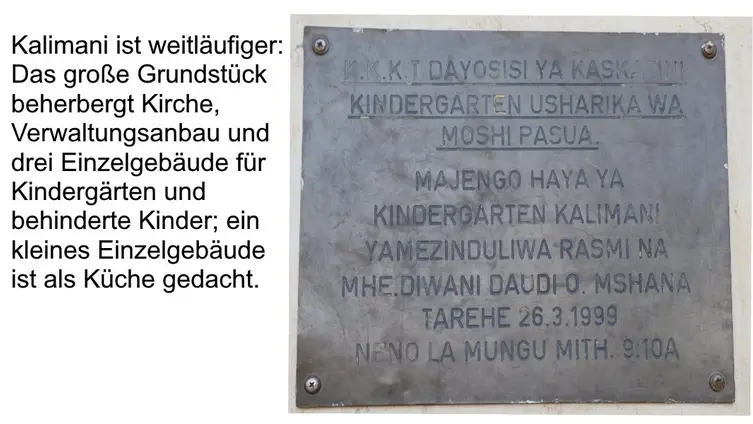 Kalimani ist weitläufiger:
Das große Grundstück
beherbergt Kirche,
Verwaltungsanbau und
drei Einzelgebäude für
Kindergärten und
behinderte Kinder; ein
kleines Einzelgebäude
ist als Küche gedacht.
K.K.K.T DAYOSISI YA KASKAZINI
KINDERGARTEN USHARIKA WA
MOSHI PASUA.
MAJENGO HAYA YA
KINDERGARTEN KALIMANI
YAMEZINDULIWA RASMI NA
MHE.DIWANI DAUDI O. MSHANA
TAREHE 26.3.1999
NENO LA MUNGU MITH. 9:10A